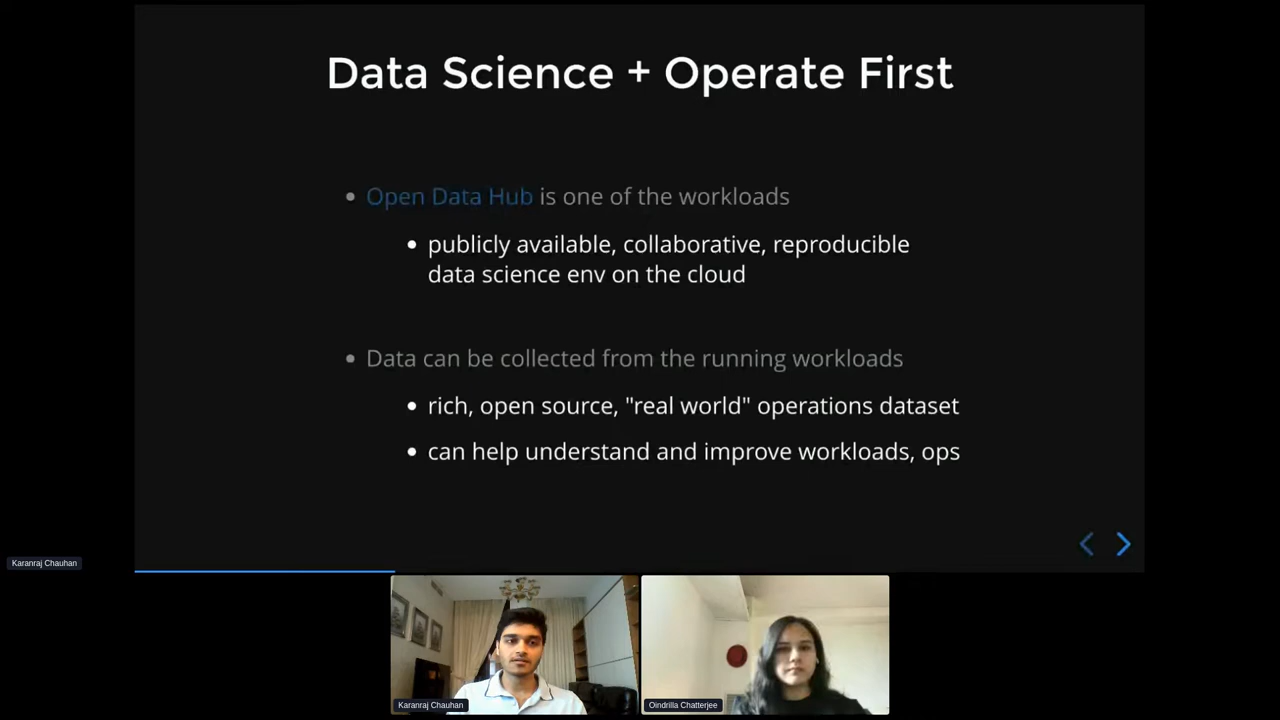 Data Science + Operate First
Open Data Hub is one of the workloads
publicly available, collaborative, reproducible
data science env on the cloud
Data can be collected from the running workloads
rich, open source, "real world" operations dataset
can help understand and improve workloads, ops
Karanraj Chauhan
Karanraj Chauhan
Oindrilla Chatterjee